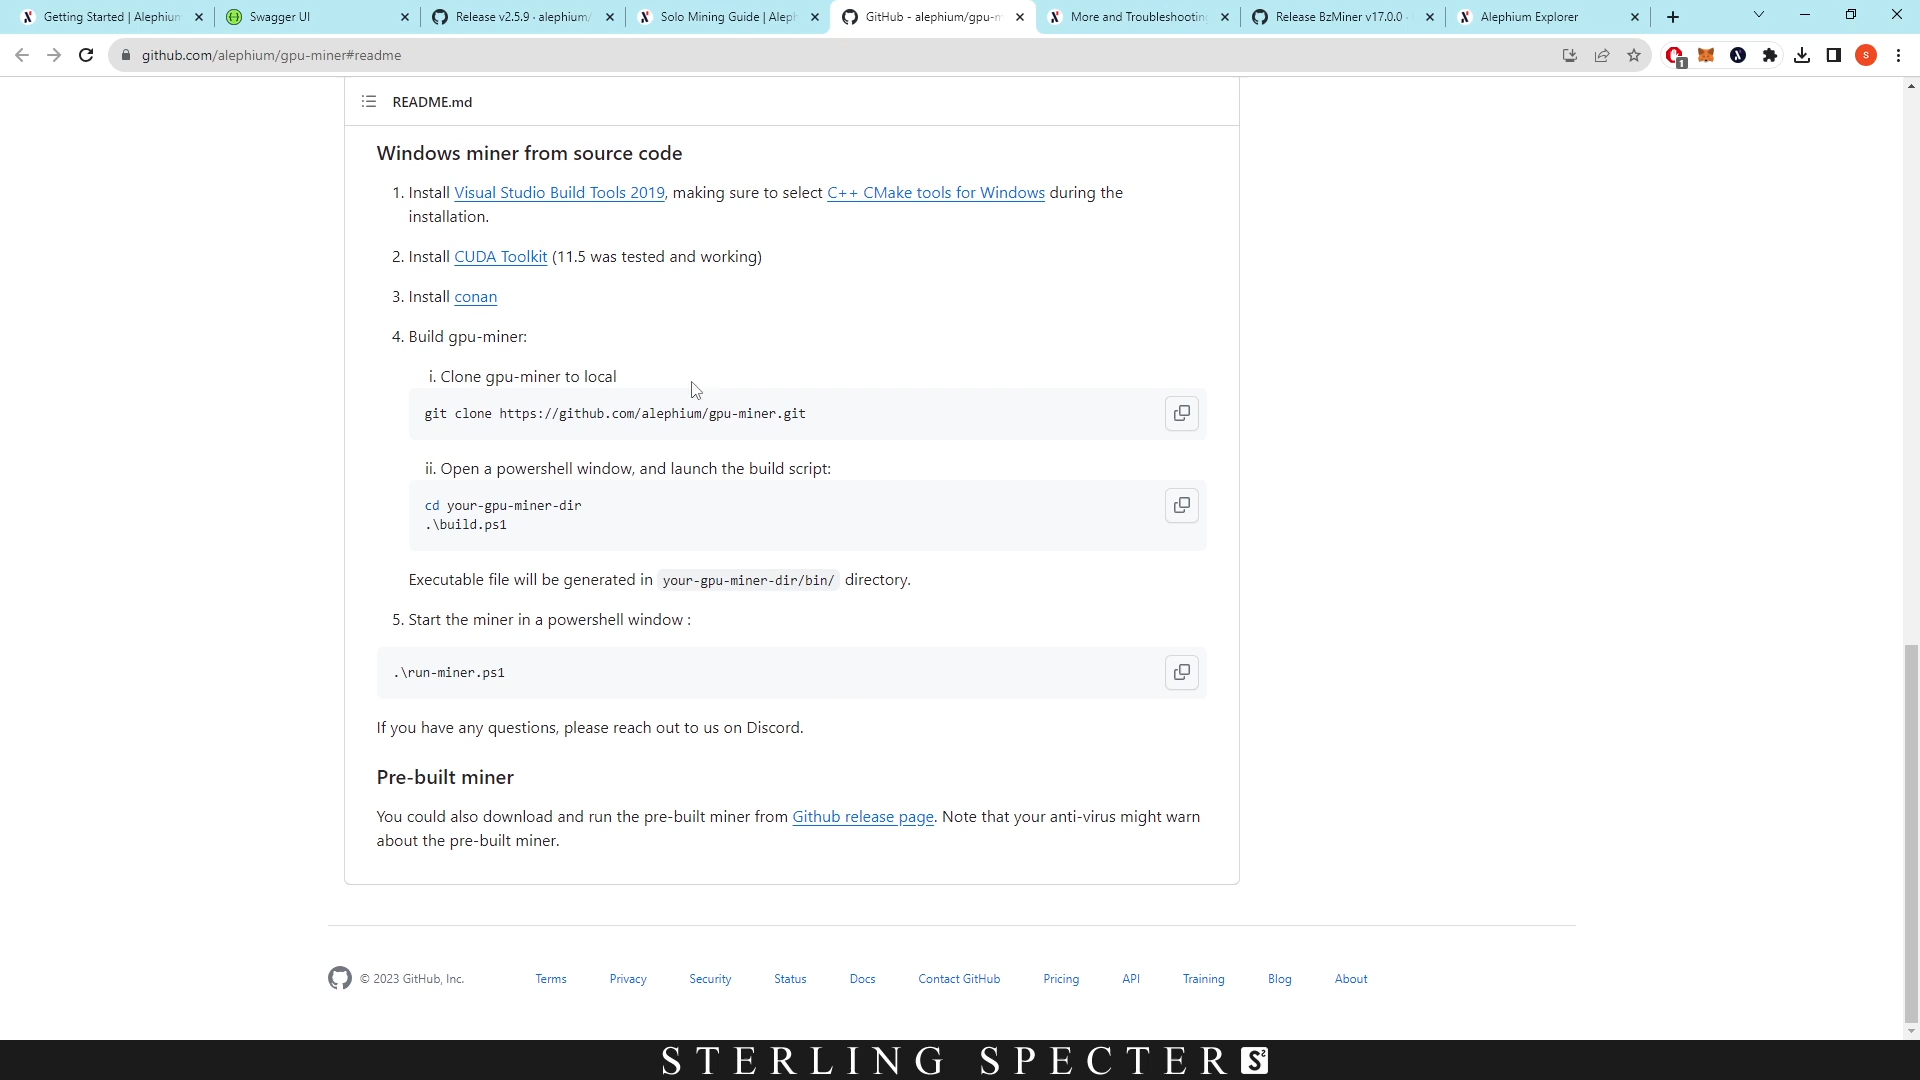 Getting Started | Alephium
Swagger UI
Release v2.5.9 · alephium/
Solo Mining Guide | Aleph
GitHub - alephium/gpu-m
More and Troubleshooting
Release BzMiner v17.0.0 ·
Alephium Explorer
github.com/alephium/gpu-miner#readme
1
S
README.md
Windows miner from source code
1. Install Visual Studio Build Tools 2019, making sure to select C++ CMake tools for Windows during the
installation.
2. Install CUDA Toolkit (11.5 was tested and working)
3. Install conan
4. Build gpu-miner:
i. Clone gpu-miner to local
git clone https://github.com/alephium/gpu-miner.git
ii. Open a powershell window, and launch the build script:
cd your-gpu-miner-dir
.\build.ps1
Executable file will be generated in your-gpu-miner-dir/bin/ directory.
5. Start the miner in a powershell window :
.\run-miner.ps1
If you have any questions, please reach out to us on Discord.
Pre-built miner
You could also download and run the pre-built miner from Github release page. Note that your anti-virus might warn
about the pre-built miner.
© 2023 GitHub, Inc.
Terms
Privacy
Security
Status
Docs
Contact GitHub
Pricing
API
Training
Blog
About
STERLING SPECTER S²